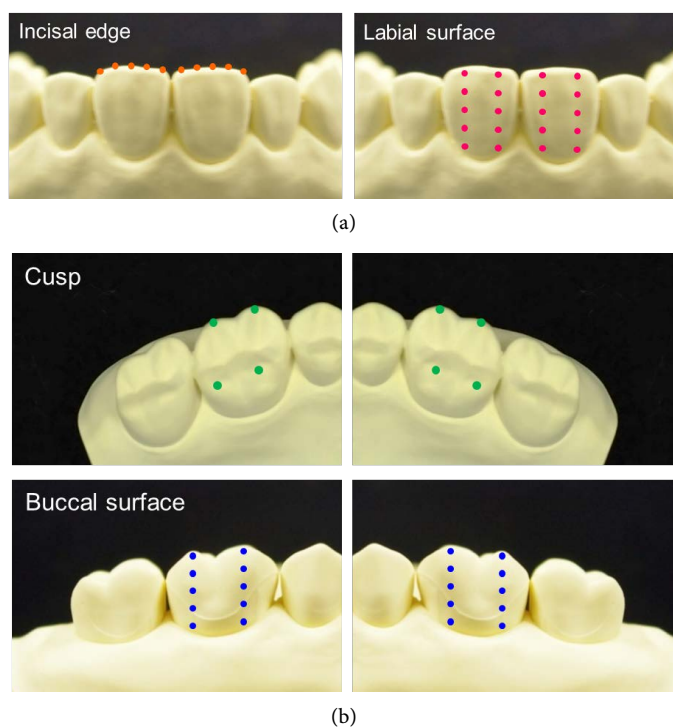 Incisal edge
Labial surface
(a)
Cusp
Buccal surface
(b)